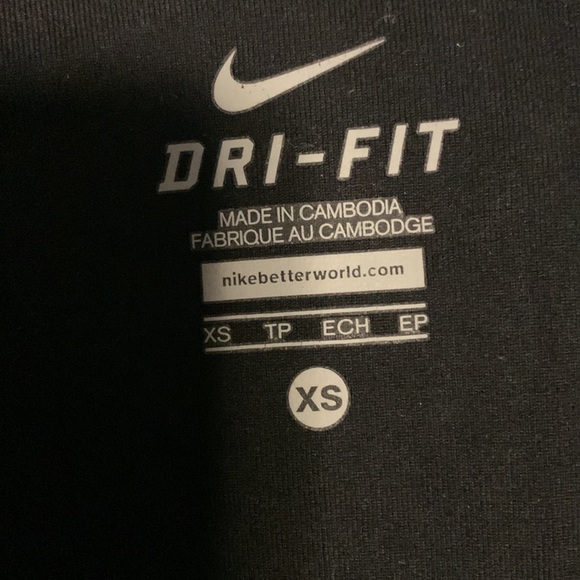 DRI-FIT
MADE IN CAMBODIA
FABRIQUE AU CAMBODGE
nikebetterworld.com
XS TP ECH EP
XS